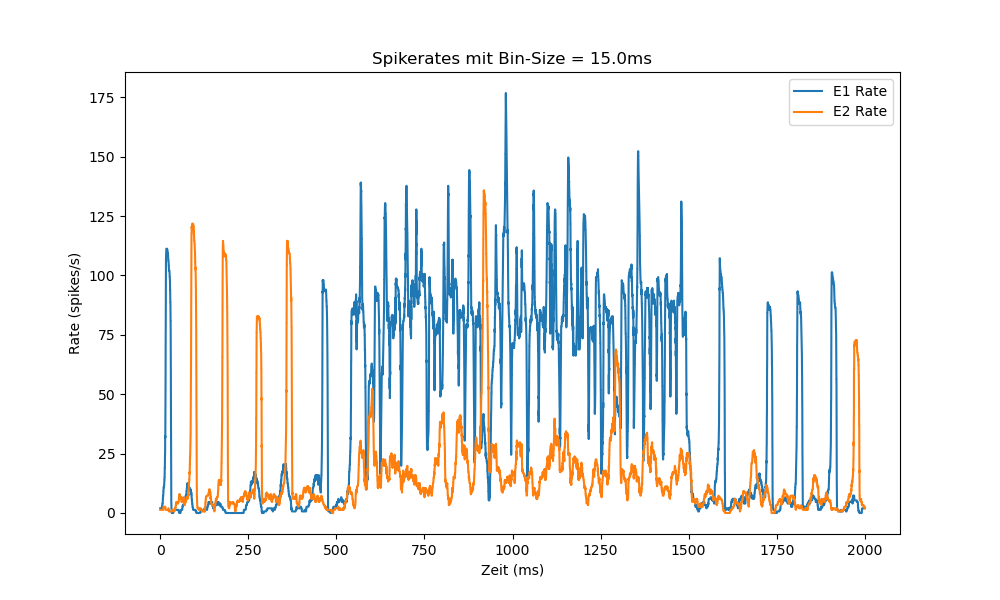 Spikerates mit Bin-Size = 15.0ms
E1 Rate
E2 Rate
175
150
125
100
75
50
25
0
Rate (spikes/s)
0 250 500 750 1000 1250 1500 1750 2000
Zeit (ms)